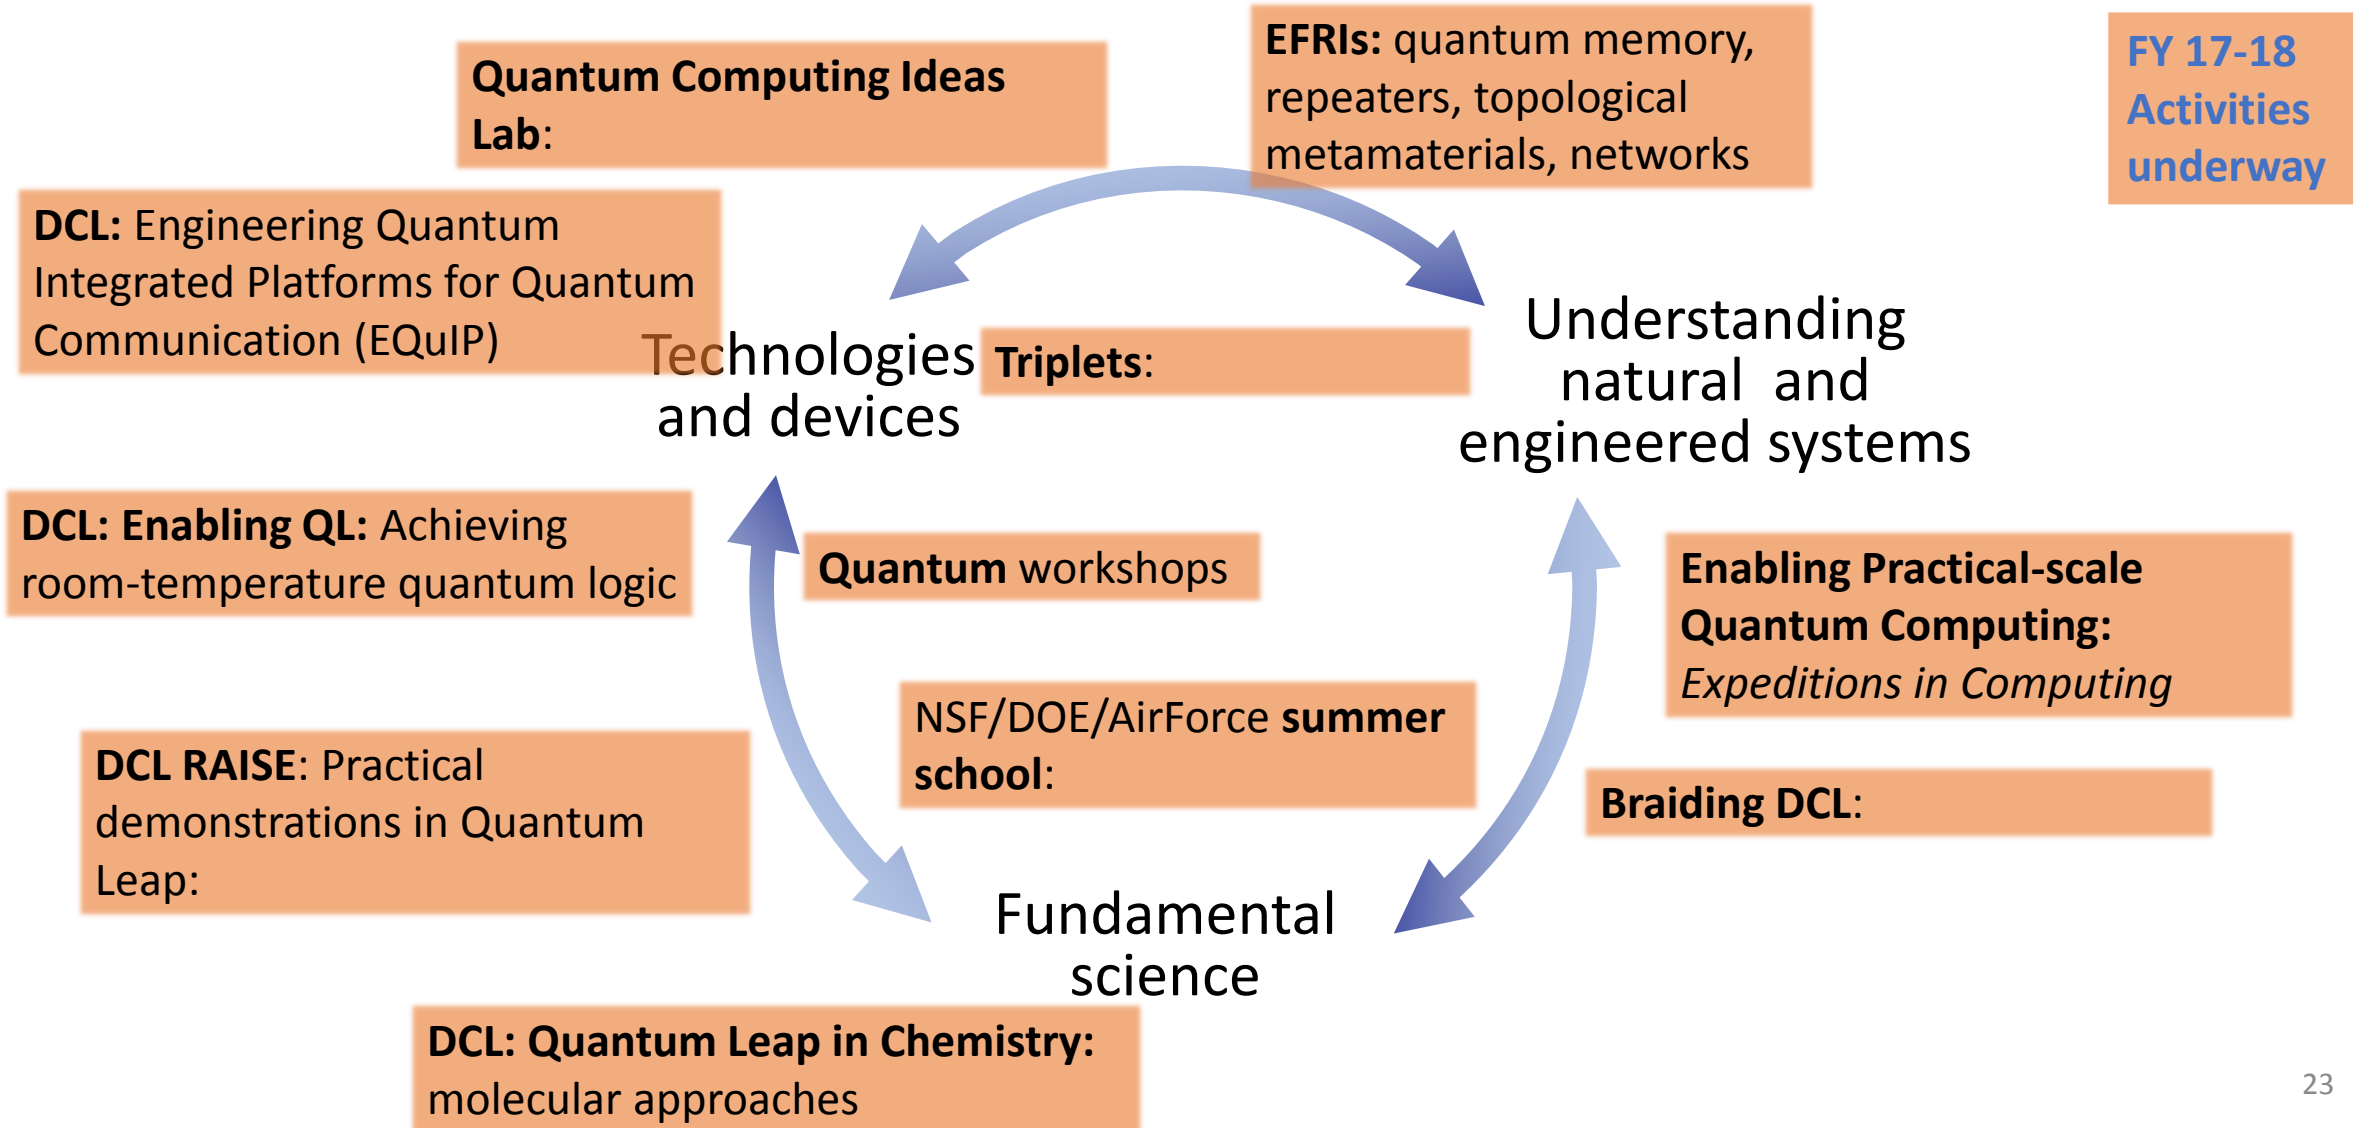 Quantum Computing Ideas
Lab:
EFRIs: quantum memory,
repeaters, topological
metamaterials, networks
FY 17-18
Activities
underway
DCL: Engineering Quantum
Integrated Platforms for Quantum
Communication (EQuIP)
Technologies
and devices
Triplets:
Understanding
natural and
engineered systems
DCL: Enabling QL: Achieving
room-temperature quantum logic
Quantum workshops
Enabling Practical-scale
Quantum Computing:
Expeditions in Computing
NSF/DOE/AirForce summer
school:
DCL RAISE: Practical
demonstrations in Quantum
Leap:
Braiding DCL:
Fundamental
science
DCL: Quantum Leap in Chemistry:
molecular approaches
23